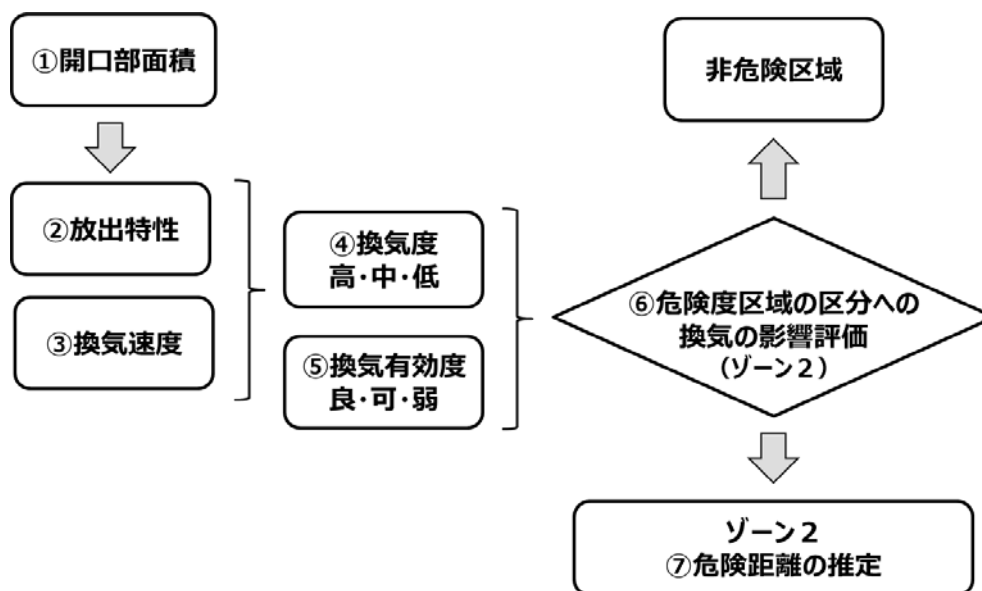 ①開口部面積
②放出特性
③換気速度
④換気度
高・中・低
⑤換気有効度
良・可・弱
非危険区域
⑥危険度区域の区分への
換気の影響評価
（ゾーン２）
ゾーン２
⑦危険距離の推定